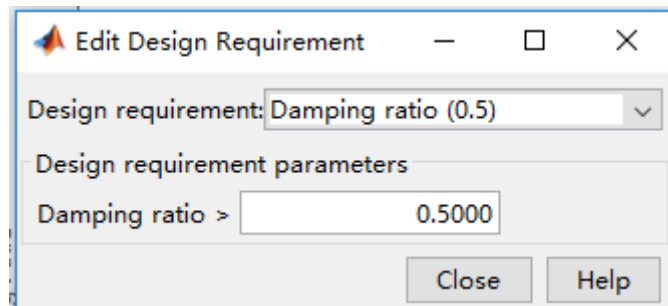 Edit Design Requirement
Design requirement: Damping ratio (0.5)
Design requirement parameters
Damping ratio > 0.5000
Close Help